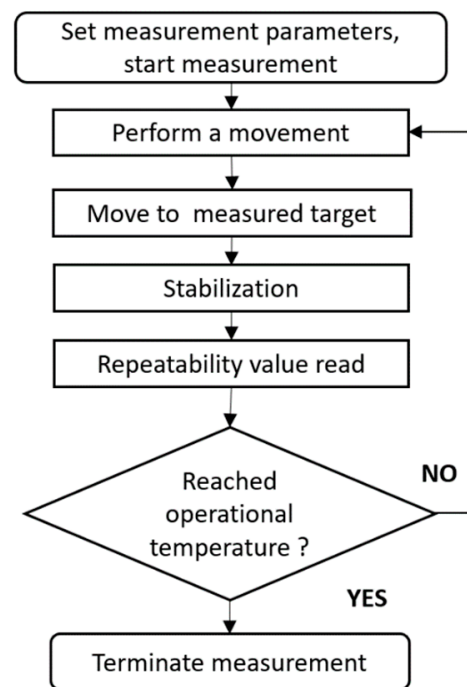 Set measurement parameters,
start measurement
Perform a movement
Move to measured target
Stabilization
Repeatability value read
Reached
operational
temperature ?
NO
YES
Terminate measurement